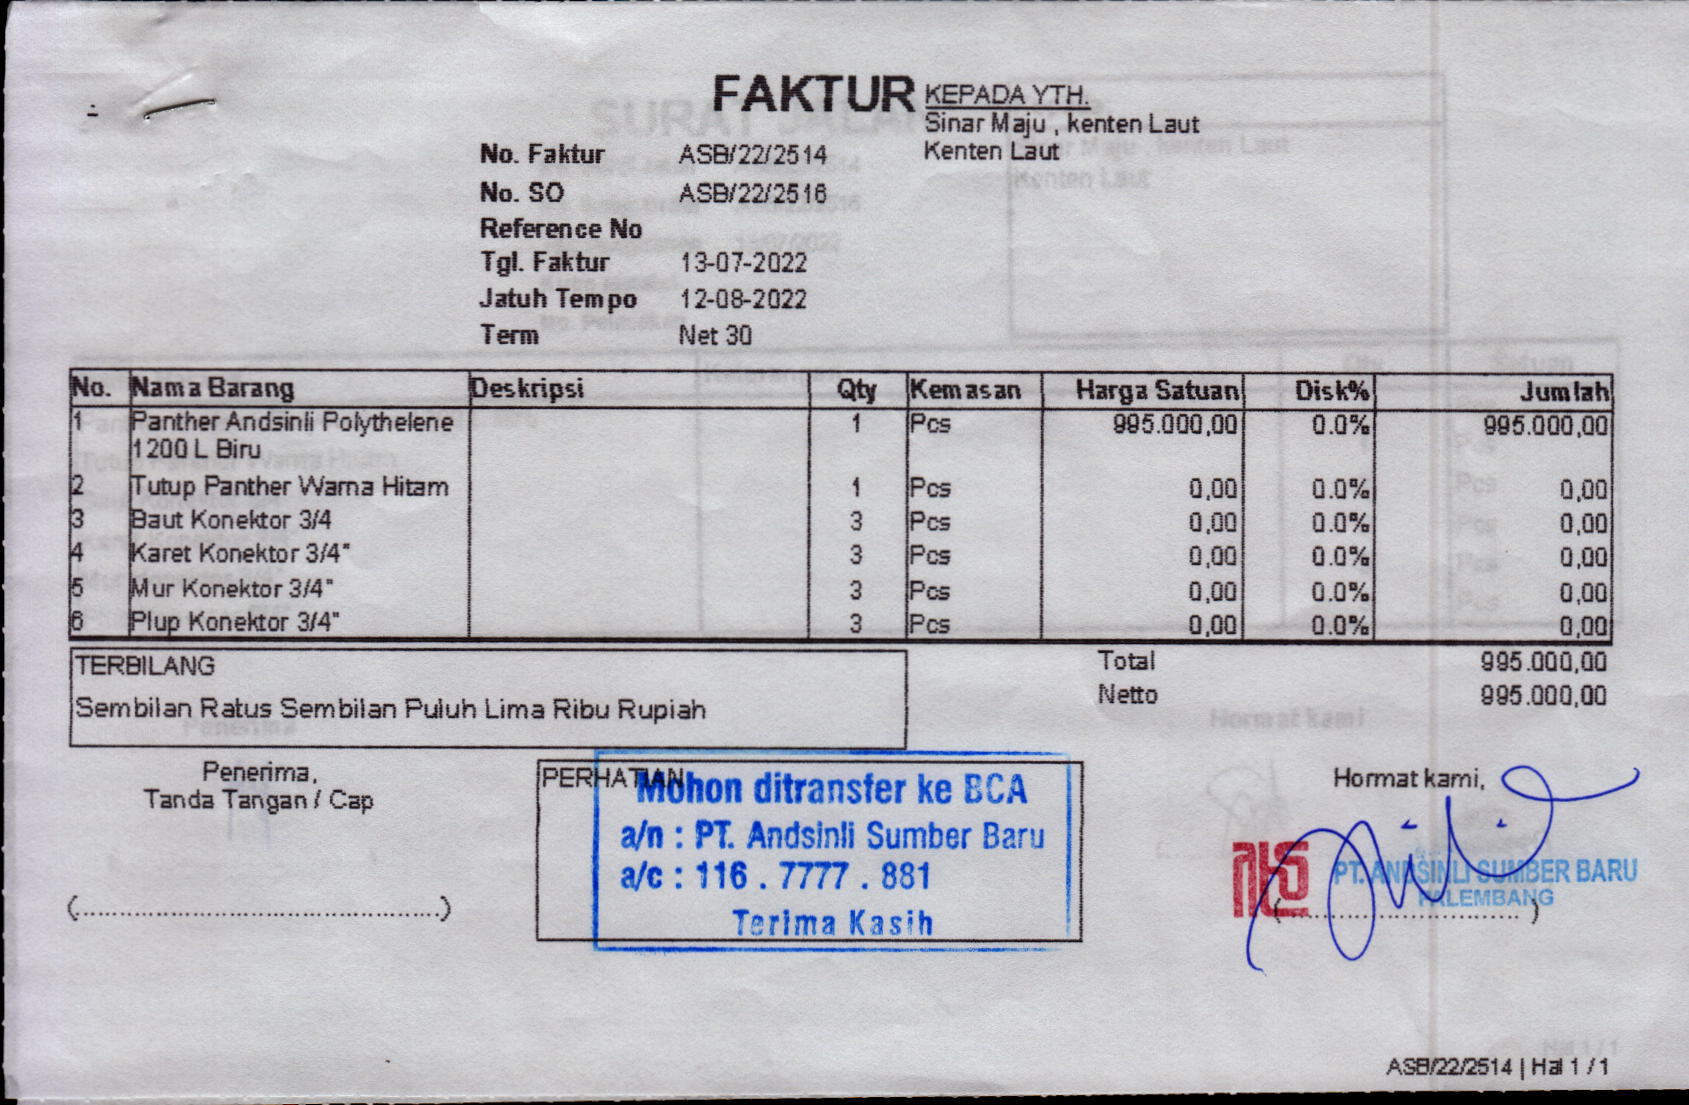 FAKTUR
KEPADA YTH.
Sinar Maju , kenten Laut
Kenten Laut
No. Faktur ASB/22/2514
No. SO ASB/22/2516
Reference No
Tgl. Faktur 13-07-2022
Jatuh Tempo 12-08-2022
Term Net 30
No. Nama Barang Deskripsi Qty Kemasan Harga Satuan Disk% Jumlah
1 Panther Andsinli Polythelene 1 Pcs 995.000,00 0.0% 995.000,00
1200 L Biru
2 Tutup Panther Warna Hitam 1 Pcs 0,00 0.0% 0,00
3 Baut Konektor 3/4 3 Pcs 0,00 0.0% 0,00
4 Karet Konektor 3/4" 3 Pcs 0,00 0.0% 0,00
5 Mur Konektor 3/4" 3 Pcs 0,00 0.0% 0,00
6 Plup Konektor 3/4" 3 Pcs 0,00 0.0% 0,00
TERBILANG
Sembilan Ratus Sembilan Puluh Lima Ribu Rupiah
Total 995.000,00
Netto 995.000,00
Penerima,
Tanda Tangan / Cap
(..............................................)
PERHATIAN
Mohon ditransfer ke BCA
a/n : PT. Andsinli Sumber Baru
a/c : 116 . 7777 . 881
Terima Kasih
Hormat kami,
PT. ANDSINLI SUMBER BARU
PALEMBANG
(..............................)
ASB/22/2514 | Hal 1 / 1